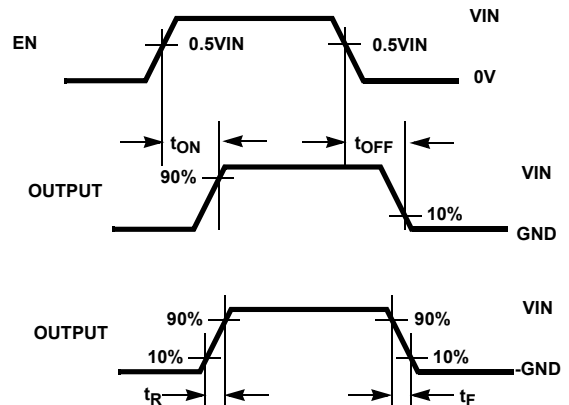 VIN
EN
0.5VIN
0.5VIN
0V
tON
tOFF
90%
VIN
OUTPUT
10%
GND
VIN
90%
90%
OUTPUT
10%
10%
-GND
tR
tF